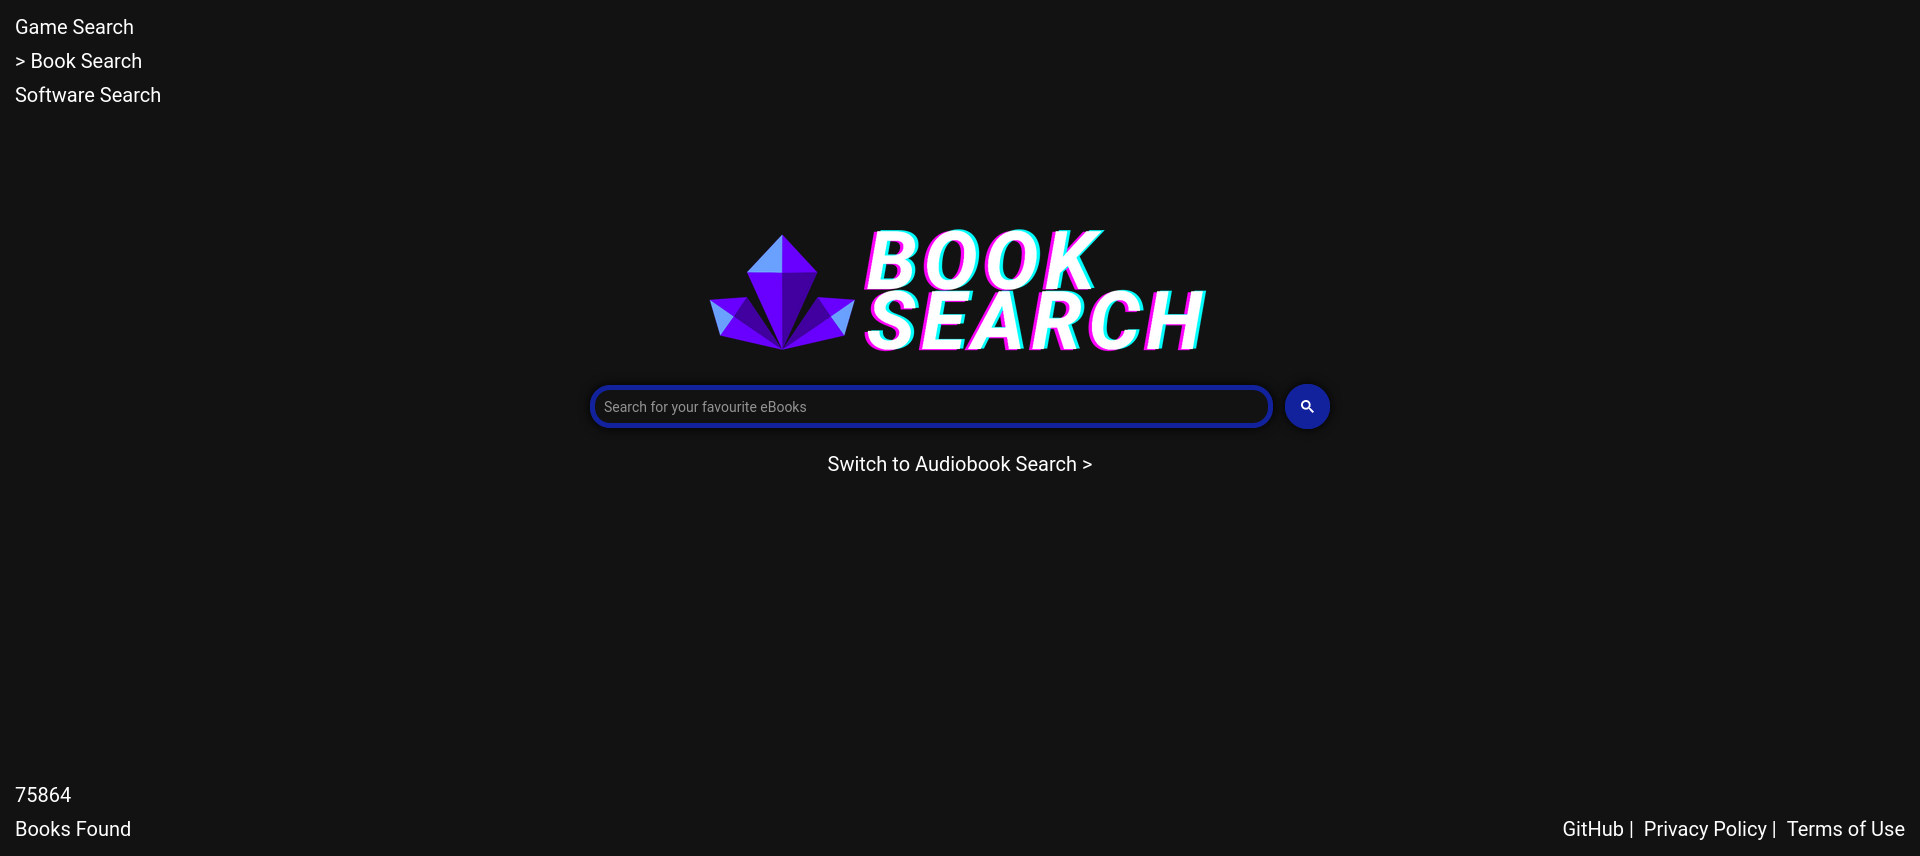 Game Search
> Book Search
Software Search
BOOK
SEARCH
Search for your favourite eBooks
Switch to Audiobook Search >
75864
Books Found
GitHub | Privacy Policy | Terms of Use